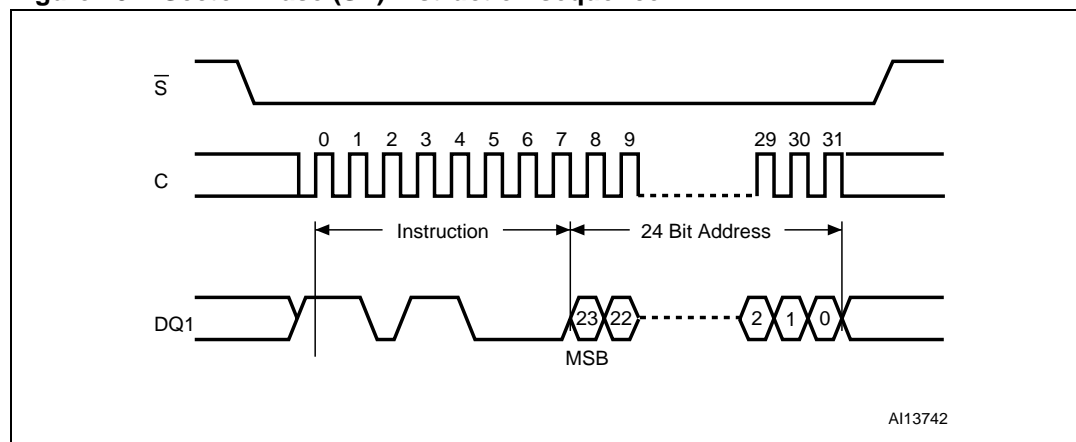 S
0 1 2 3 4 5 6 7 8 9 29 30 31
C
Instruction 24 Bit Address
DQ1 23 22 2 1 0
MSB
AI13742